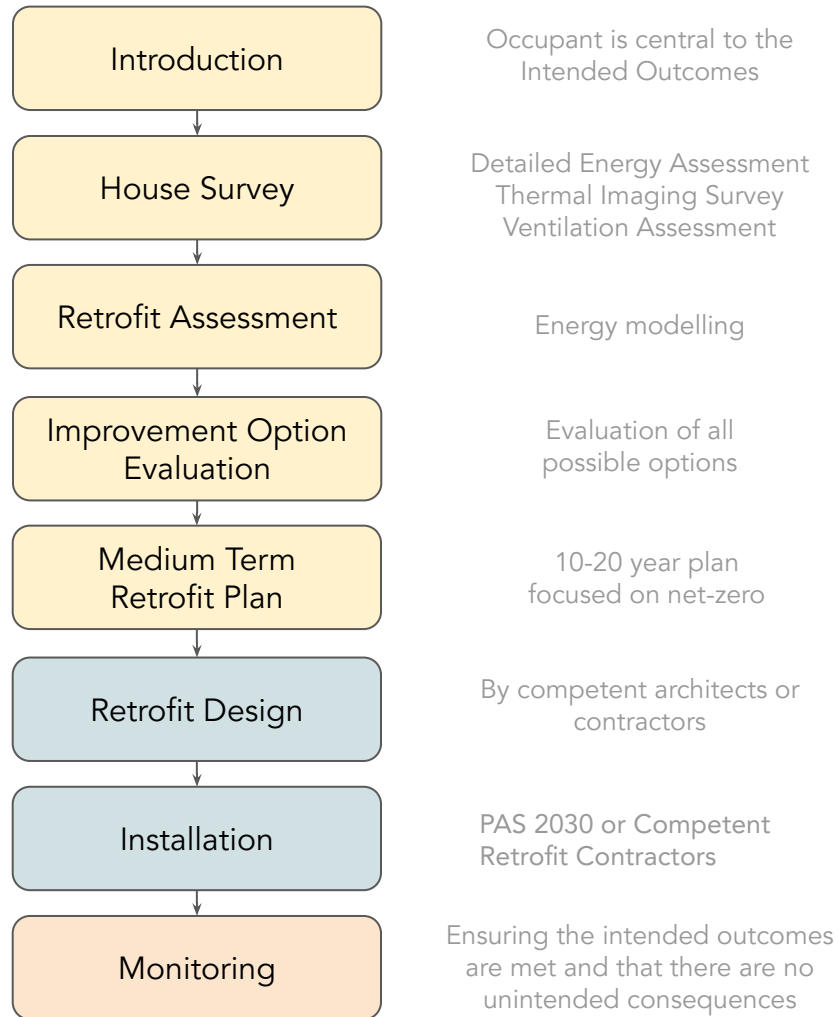 Introduction
Occupant is central to the
Intended Outcomes
House Survey
Detailed Energy Assessment
Thermal Imaging Survey
Ventilation Assessment
Retrofit Assessment
Energy modelling
Improvement Option
Evaluation
Evaluation of all
possible options
Medium Term
Retrofit Plan
10-20 year plan
focused on net-zero
Retrofit Design
By competent architects or
contractors
Installation
PAS 2030 or Competent
Retrofit Contractors
Monitoring
Ensuring the intended outcomes
are met and that there are no
unintended consequences